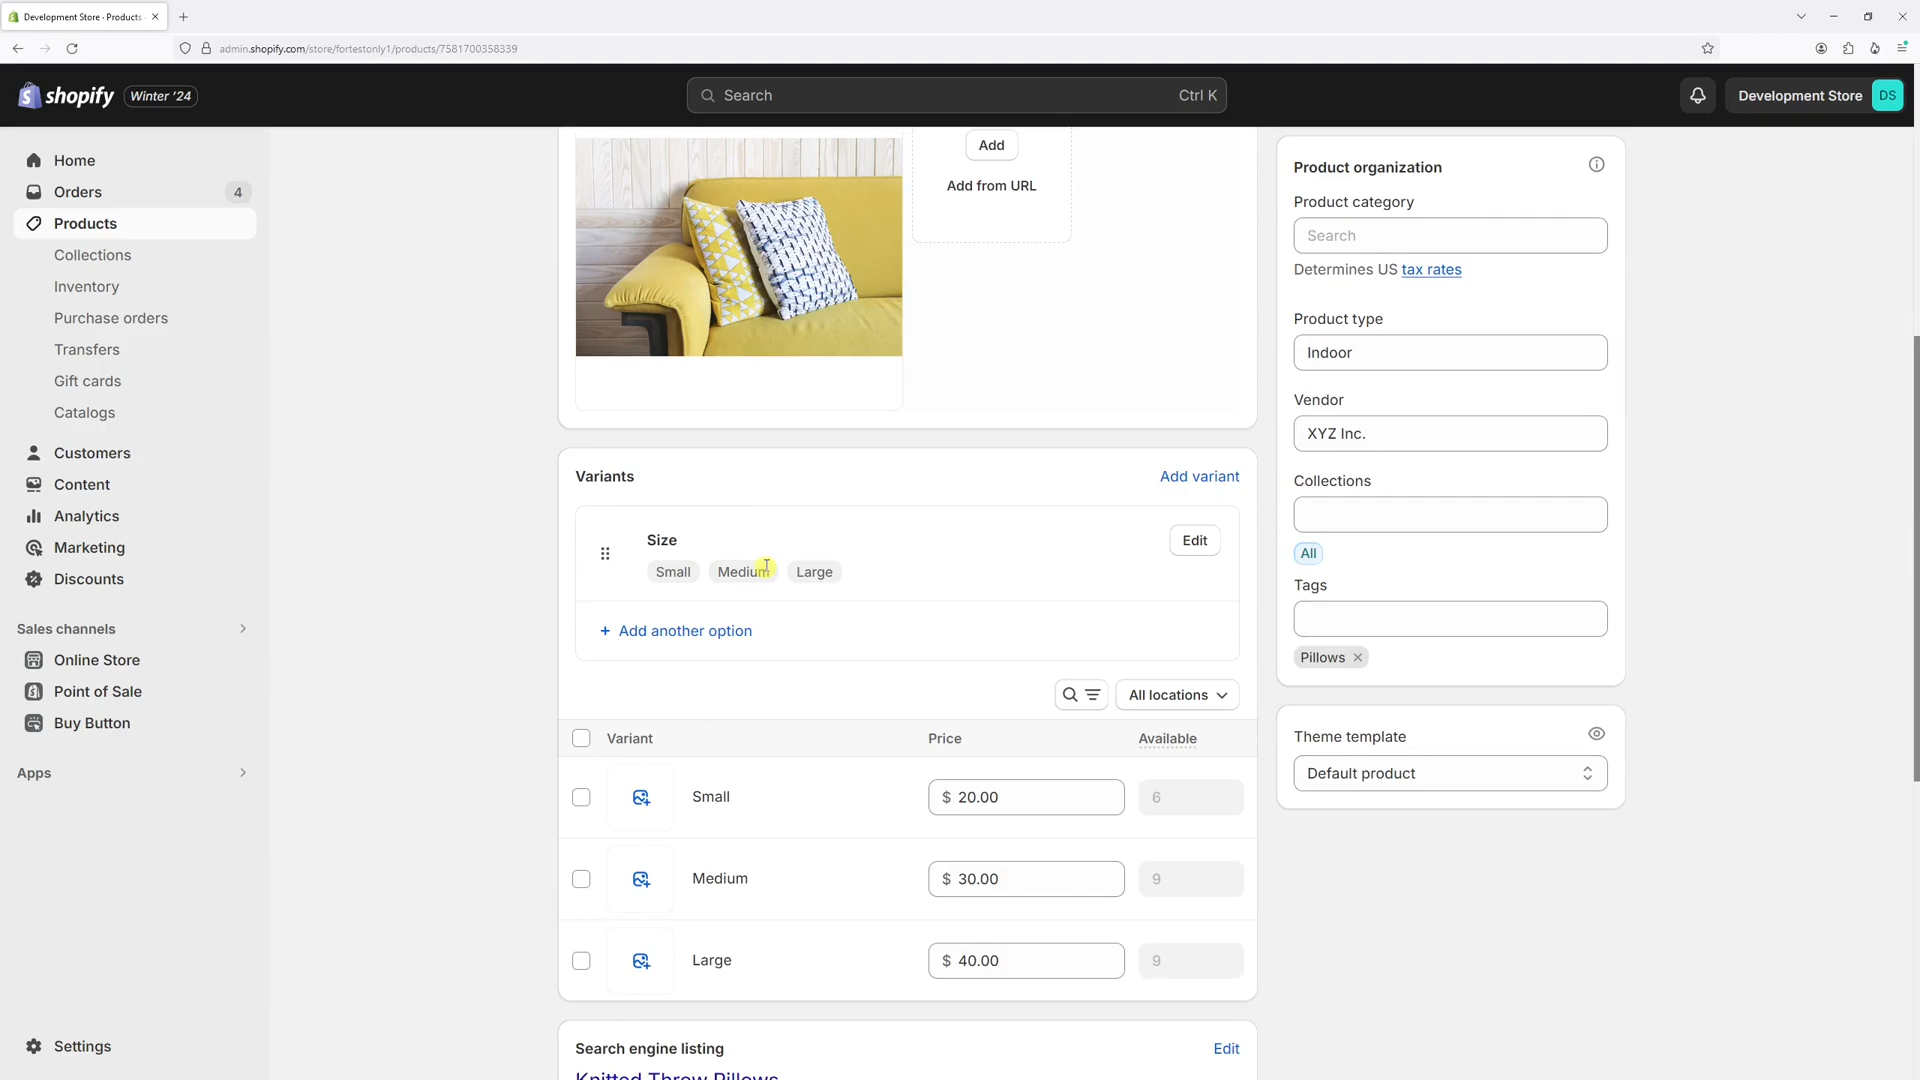 Development Store · Products
admin.shopify.com/store/fortestonly1/products/7581700358339
shopify Winter '24
Search Ctrl K
Development Store DS
Home
Orders 4
Products
Collections
Inventory
Purchase orders
Transfers
Gift cards
Catalogs
Customers
Content
Analytics
Marketing
Discounts
Sales channels
Online Store
Point of Sale
Buy Button
Apps
Settings
Add
Add from URL
Variants Add variant
Size Edit
Small Medium Large
+ Add another option
All locations
Variant Price Available
Small $ 20.00 6
Medium $ 30.00 9
Large $ 40.00 9
Search engine listing Edit
Knitted Throw Pillows
Product organization
Product category
Search
Determines US tax rates
Product type
Indoor
Vendor
XYZ Inc.
Collections
All
Tags
Pillows
Theme template
Default product